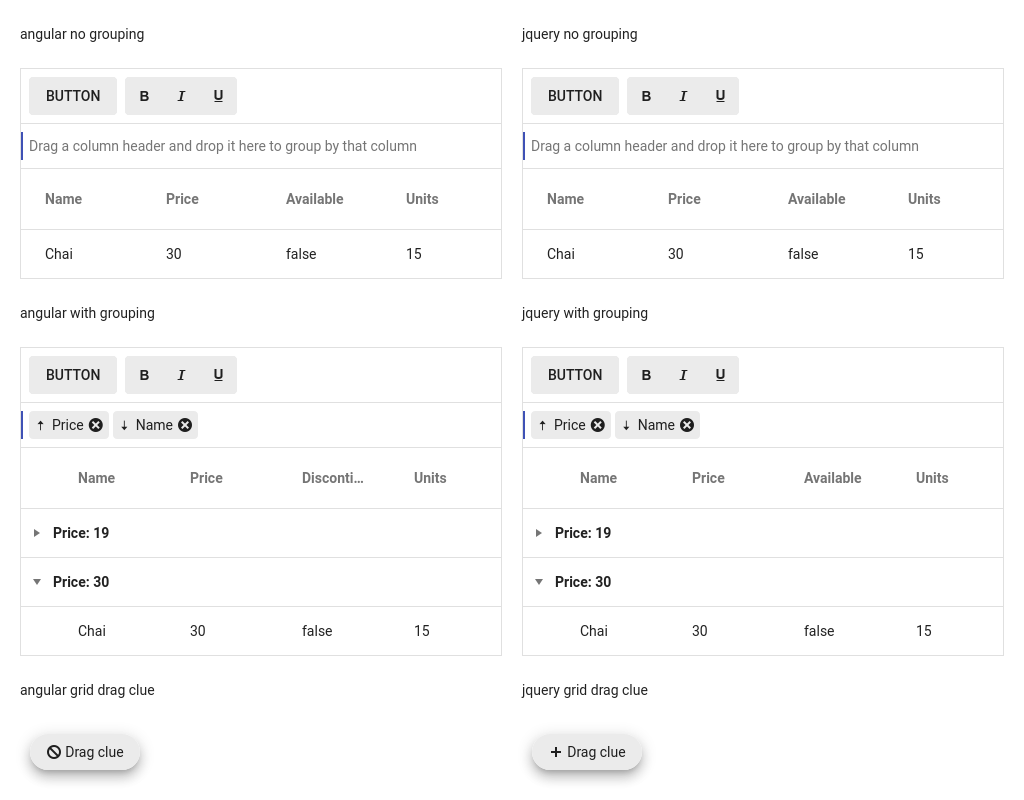 angular no grouping
BUTTON B I U
Drag a column header and drop it here to group by that column
Name Price Available Units
Chai 30 false 15
jquery no grouping
BUTTON B I U
Drag a column header and drop it here to group by that column
Name Price Available Units
Chai 30 false 15
angular with grouping
BUTTON B I U
↑ Price ↓ Name
Name Price Disconti... Units
Price: 19
Price: 30
Chai 30 false 15
jquery with grouping
BUTTON B I U
↑ Price ↓ Name
Name Price Available Units
Price: 19
Price: 30
Chai 30 false 15
angular grid drag clue
Drag clue
jquery grid drag clue
Drag clue